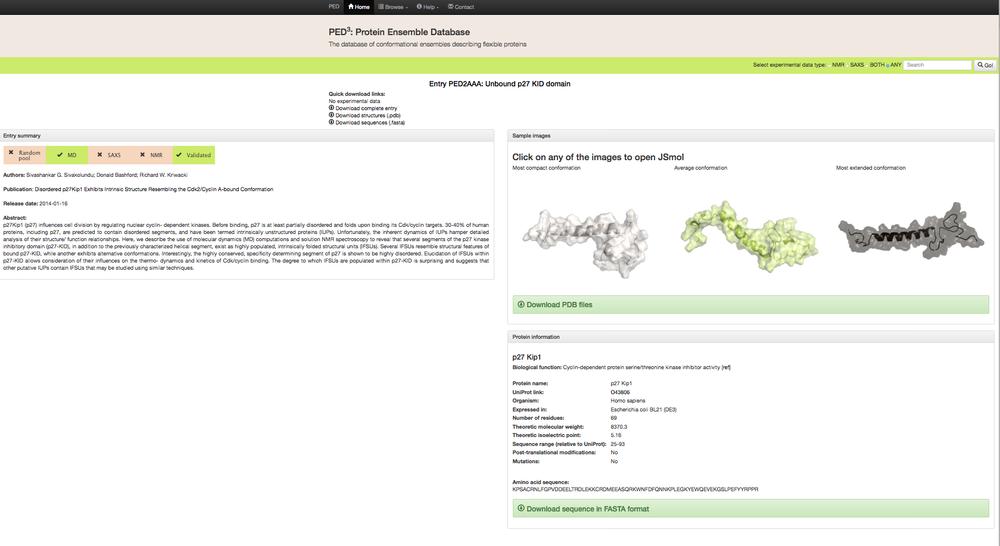 PED Home Browse Help Contact
PED3: Protein Ensemble Database
The database of conformational ensembles describing flexible proteins
Select experimental data type: NMR SAXS BOTH ANY Search Go!
Entry PED2AAA: Unbound p27 KID domain
Quick download links:
No experimental data
Download complete entry
Download structures (.pdb)
Download sequences (.fasta)
Entry summary
Random pool MD SAXS NMR Validated
Authors: Sivashankar G. Sivakolundu; Donald Bashford; Richard W. Kriwacki
Publication: Disordered p27Kip1 Exhibits Intrinsic Structure Resembling the Cdk2/Cyclin A-bound Conformation
Release date: 2014-01-16
Abstract:
p27Kip1 (p27) influences cell division by regulating nuclear cyclin- dependent kinases. Before binding, p27 is at least partially disordered and folds upon binding its Cdk/cyclin targets. 30-40% of human
proteins, including p27, are predicted to contain disordered segments, and have been termed intrinsically unstructured proteins (IUPs). Unfortunately, the inherent dynamics of IUPs hamper detailed
analysis of their structure/ function relationships. Here, we describe the use of molecular dynamics (MD) computations and solution NMR spectroscopy to reveal that several segments of the p27 kinase
inhibitory domain (p27-KID), in addition to the previously characterized helical segment, exist as highly populated, intrinsically folded structural units (IFSUs). Several IFSUs resemble structural features of
bound p27-KID, while another exhibits alternative conformations. Interestingly, the highly conserved, specificity determining segment of p27 is shown to be highly disordered. Elucidation of IFSUs within
p27-KID allows consideration of their influences on the thermo- dynamics and kinetics of Cdk/cyclin binding. The degree to which IFSUs are populated within p27-KID is surprising and suggests that
other putative IUPs contain IFSUs that may be studied using similar techniques.
Sample images
Click on any of the images to open JSmol
Most compact conformation Average conformation Most extended conformation
Download PDB files
Protein information
p27 Kip1
Biological function: Cyclin-dependent protein serine/threonine kinase inhibitor activity [ref]
Protein name: p27 Kip1
UniProt link: O43806
Organism: Homo sapiens
Expressed in: Escherichia coli BL21 (DE3)
Number of residues: 69
Theoretic molecular weight: 8370.3
Theoretic isoelectric point: 5.16
Sequence range (relative to UniProt): 25-93
Post-translational modifications: No
Mutations: No
Amino acid sequence:
KPSACRNLFGPVDDEELTRDLEKKCRDMEEASQRKWNFDFQNNKPLEGKYEWQEVEKGSLPEFYYRPPR
Download sequence in FASTA format